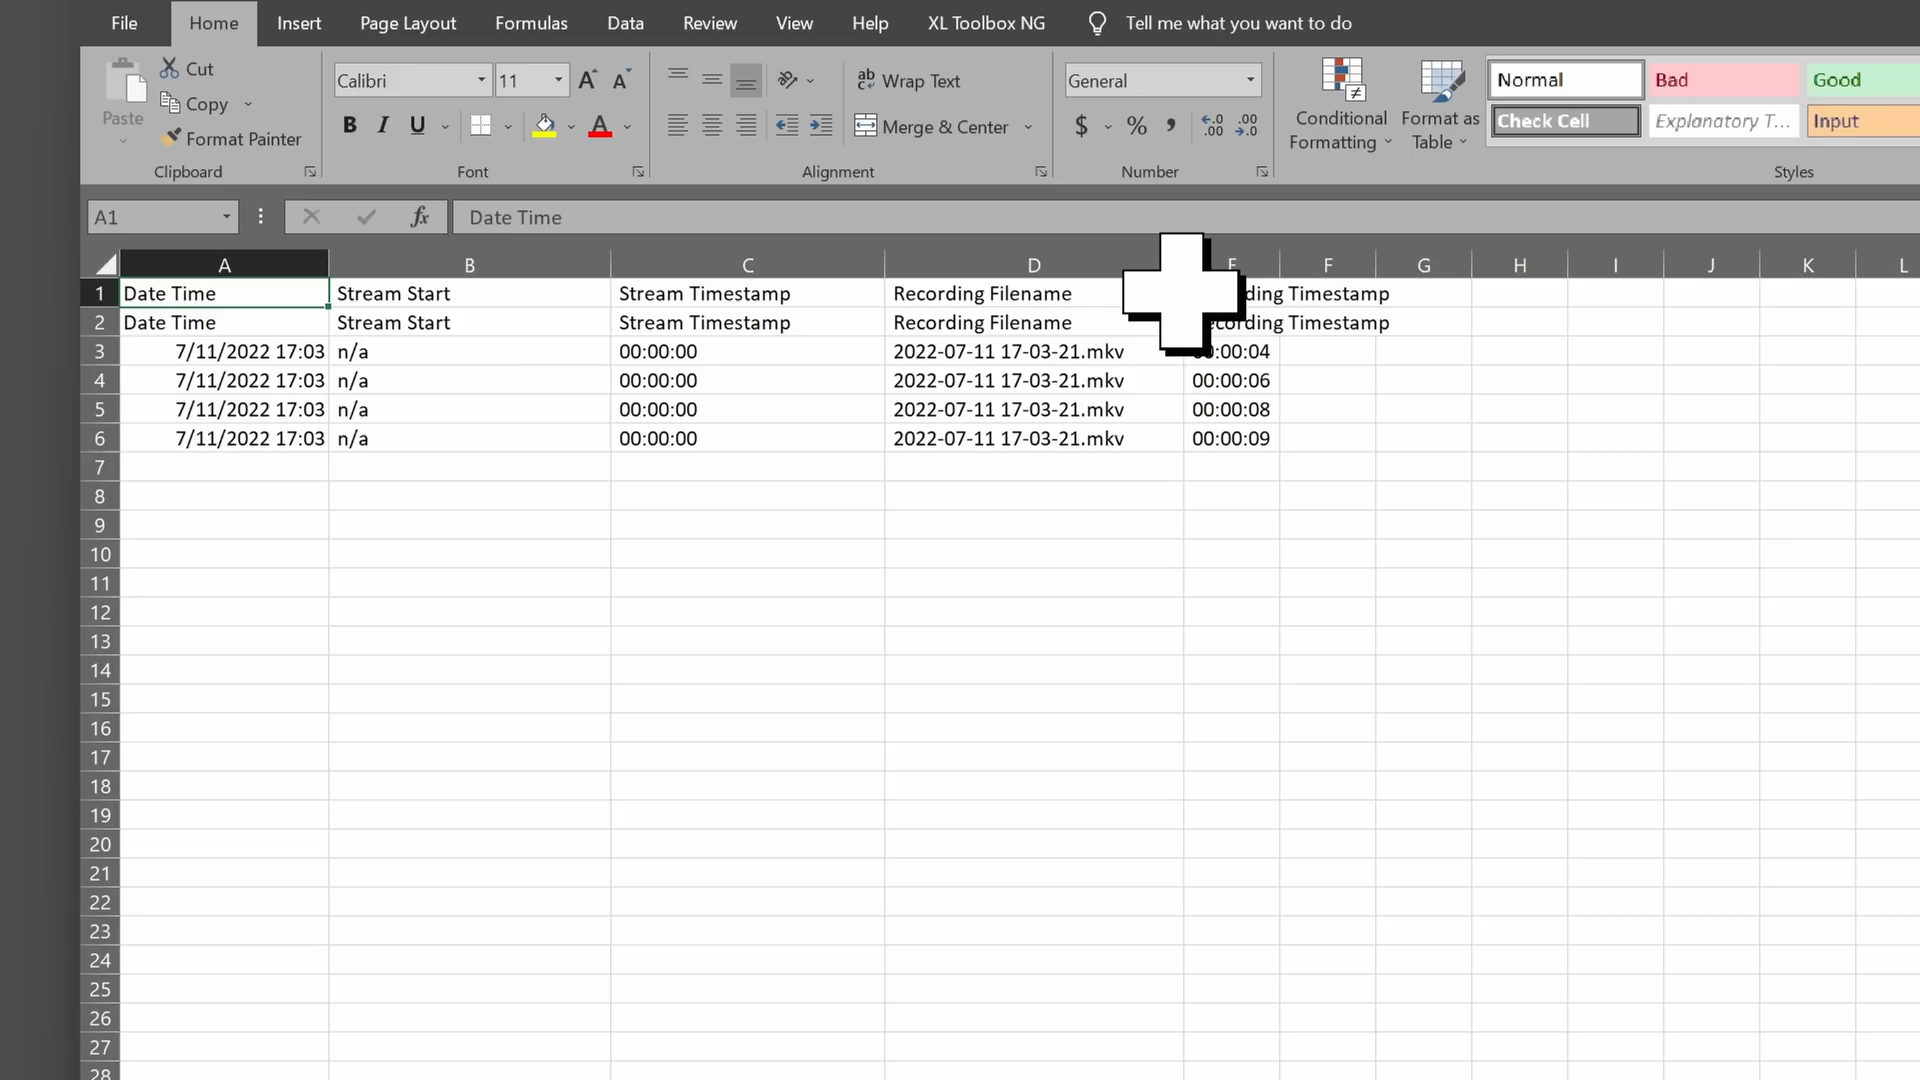 File Home Insert Page Layout Formulas Data Review View Help XL Toolbox NG Tell me what you want to do
Paste
Cut
Copy
Format Painter
Clipboard
Calibri 11 A A
B I U A
Font
ab Wrap Text
Merge & Center
Alignment
General
$ % , .00 .00
Number
Conditional Formatting
Format as Table
Normal Bad Good
Check Cell Explanatory T... Input
Styles
A1 fx Date Time
A B C D E F G H I J K L
1 Date Time Stream Start Stream Timestamp Recording Filename ding Timestamp
2 Date Time Stream Start Stream Timestamp Recording Filename ecording Timestamp
3 7/11/2022 17:03 n/a 00:00:00 2022-07-11 17-03-21.mkv :00:04
4 7/11/2022 17:03 n/a 00:00:00 2022-07-11 17-03-21.mkv 00:00:06
5 7/11/2022 17:03 n/a 00:00:00 2022-07-11 17-03-21.mkv 00:00:08
6 7/11/2022 17:03 n/a 00:00:00 2022-07-11 17-03-21.mkv 00:00:09
7
8
9
10
11
12
13
14
15
16
17
18
19
20
21
22
23
24
25
26
27
28